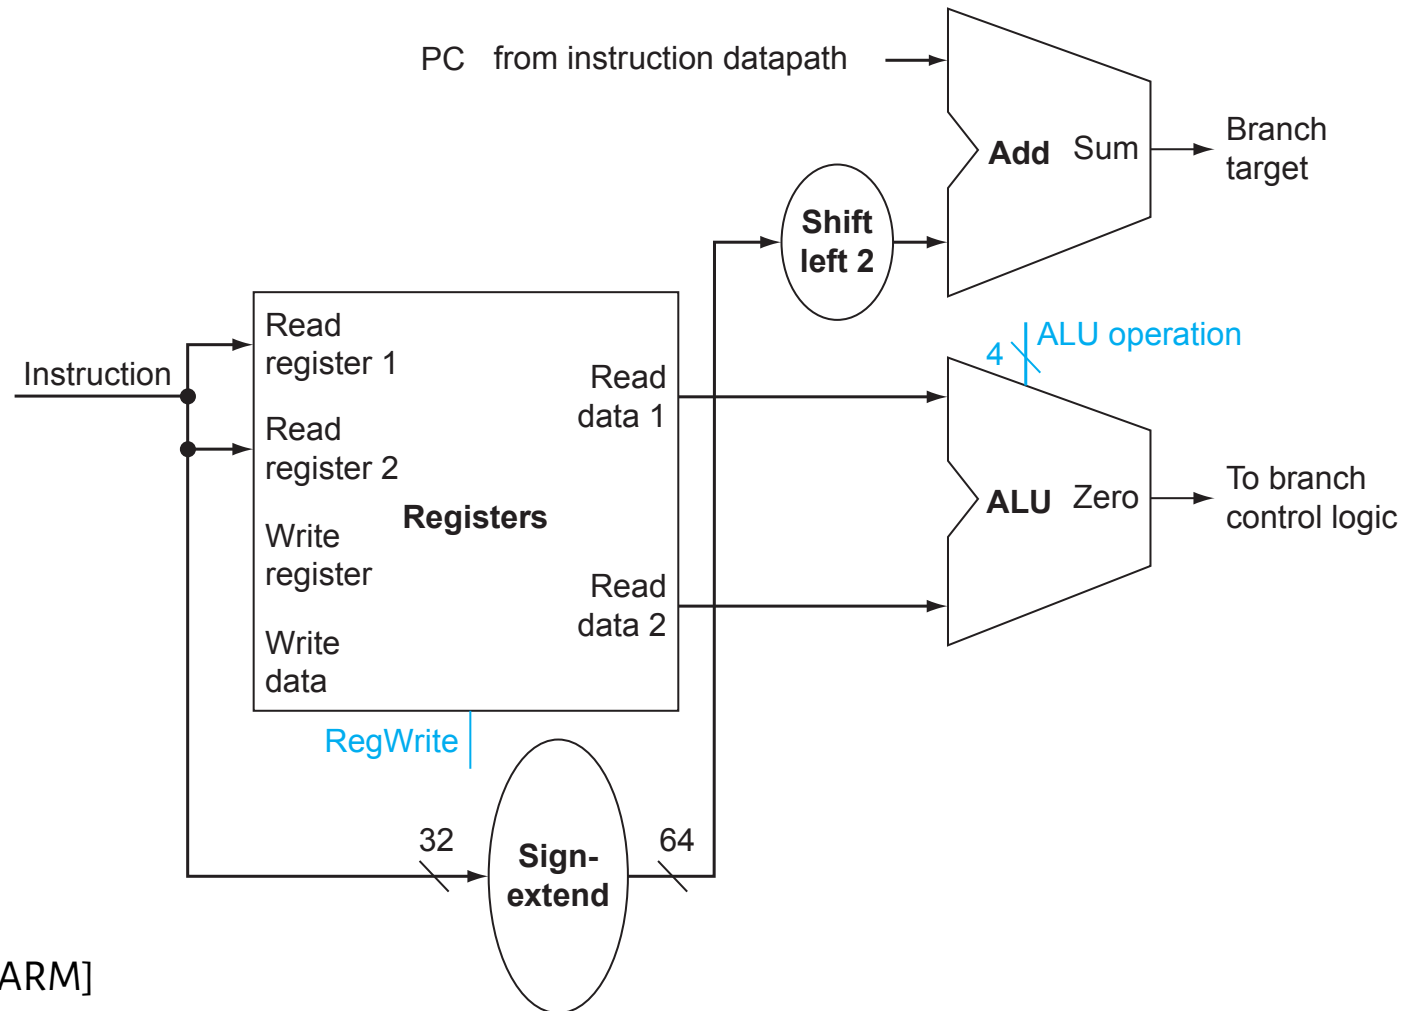 PC from instruction datapath
Add Sum
Branch
target
Shift
left 2
ALU operation
4
Instruction
Read
register 1
Read
register 2
Write
register
Write
data
Registers
Read
data 1
Read
data 2
ALU Zero
To branch
control logic
RegWrite
32
Sign-
extend
64
ARM]